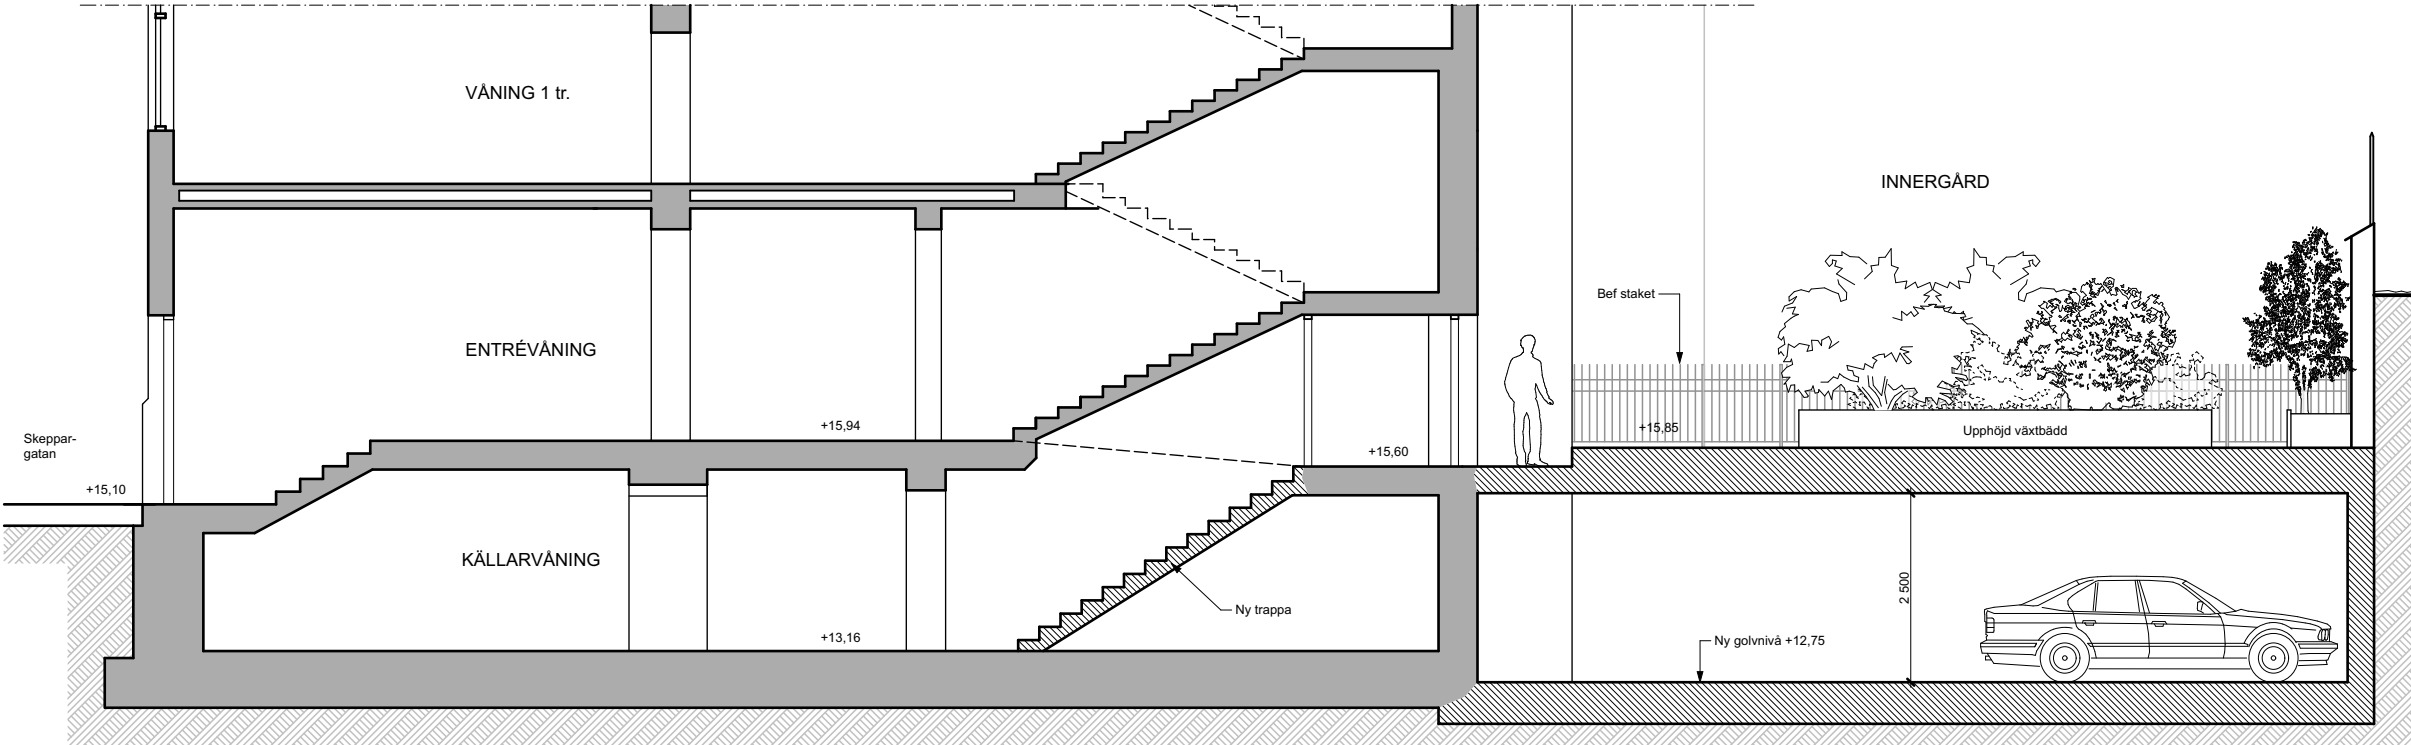 VÅNING 1 tr.
INNERGÅRD
Bef staket
ENTRÉVÅNING
+15,94
+15,85
Upphöjd växtbädd
Skeppar-
gatan
+15,60
+15,10
KÄLLARVÅNING
2 500
Ny trappa
+13,16
Ny golvnivå +12,75